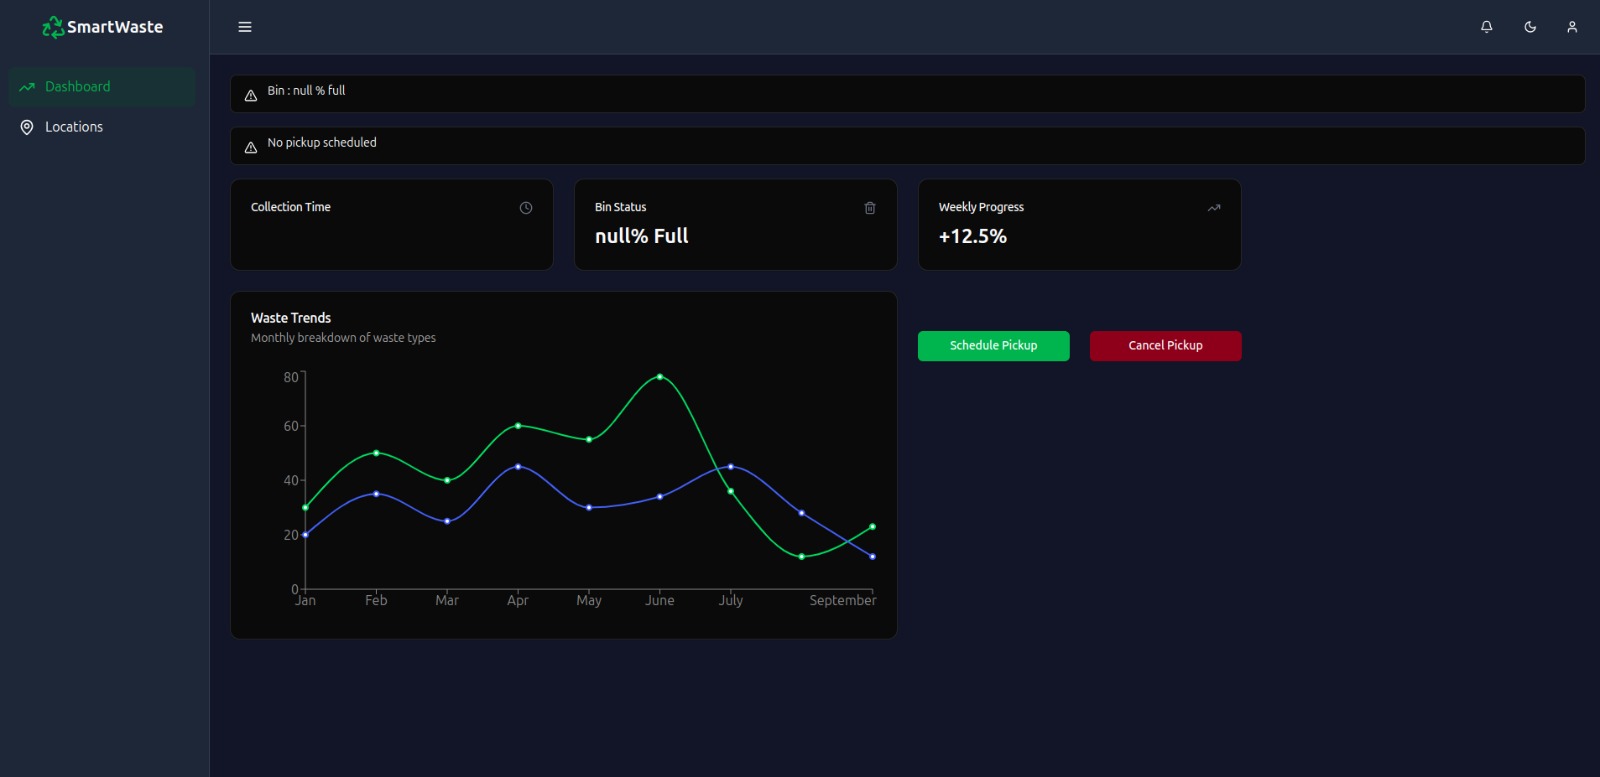 SmartWaste
Dashboard
Locations
Bin : null % full
No pickup scheduled
Collection Time
Bin Status
null% Full
Weekly Progress
+12.5%
Waste Trends
Monthly breakdown of waste types
80
60
40
20
0
Jan Feb Mar Apr May June July September
Schedule Pickup
Cancel Pickup